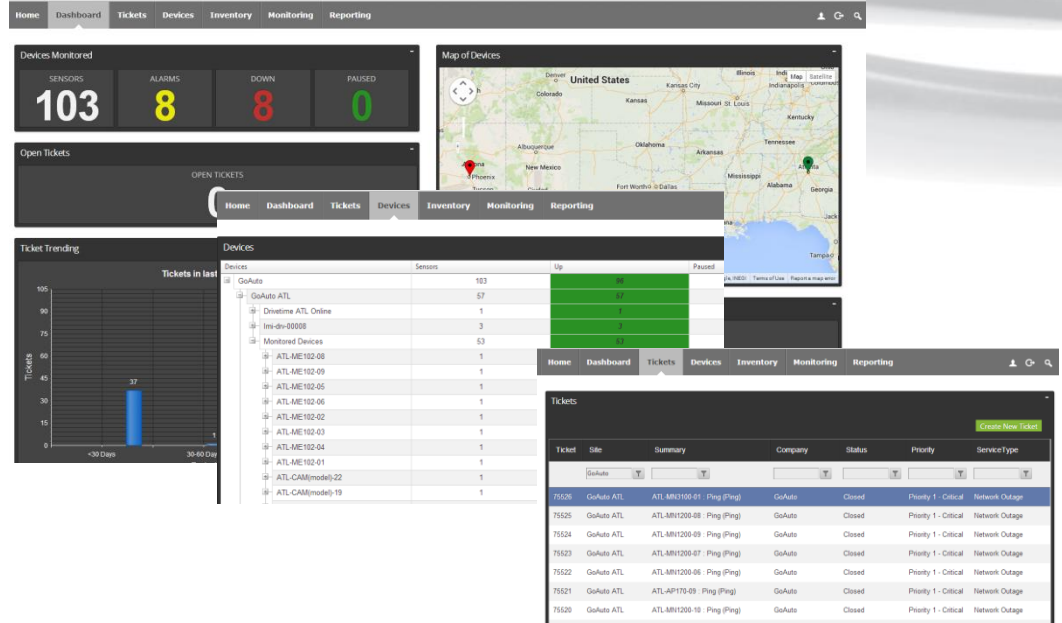 Home Dashboard Tickets Devices Inventory Monitoring Reporting
Devices Monitored
SENSORS ALARMS DOWN PAUSED
103 8 8 0
Open Tickets
OPEN TICKETS
Ticket Trending
Tickets in last
105
90
75
60
45
30
15
0
Tickets
37
1
<30 Days 30-60 Day
Map of Devices
Map Satellite
United States
Denver
Colorado
Kansas
Kansas City
Missouri St. Louis
Illinois
Indianapolis
Kentucky
Tennessee
Oklahoma
Arkansas
Albuquerque
New Mexico
Phoenix
Tucson
Ciudad
Fort Worth Dallas
Mississippi
Alabama
Georgia
Jack
Tampa
Terms of Use Report a map error
Home Dashboard Tickets Devices Inventory Monitoring Reporting
Devices
Devices Sensors Up Paused
GoAuto 103
GoAuto ATL 57 57
Drivetime ATL Online 1 1
lmi-dn-00008 3 3
Monitored Devices 53 53
ATL-ME102-08 1
ATL-ME102-09 1
ATL-ME102-05 1
ATL-ME102-06 1
ATL-ME102-02 1
ATL-ME102-03 1
ATL-ME102-04 1
ATL-ME102-01 1
ATL-CAM(model)-22 1
ATL-CAM(model)-19 1
Home Dashboard Tickets Devices Inventory Monitoring Reporting
Tickets
Create New Ticket
Ticket Site Summary Company Status Priority ServiceType
GoAuto
75526 GoAuto ATL ATL-MN3100-01 : Ping (Ping) GoAuto Closed Priority 1 - Critical Network Outage
75525 GoAuto ATL ATL-MN1200-08 : Ping (Ping) GoAuto Closed Priority 1 - Critical Network Outage
75524 GoAuto ATL ATL-MN1200-09 : Ping (Ping) GoAuto Closed Priority 1 - Critical Network Outage
75523 GoAuto ATL ATL-MN1200-07 : Ping (Ping) GoAuto Closed Priority 1 - Critical Network Outage
75522 GoAuto ATL ATL-MN1200-06 : Ping (Ping) GoAuto Closed Priority 1 - Critical Network Outage
75521 GoAuto ATL ATL-AP170-09 : Ping (Ping) GoAuto Closed Priority 1 - Critical Network Outage
75520 GoAuto ATL ATL-MN1200-10 : Ping (Ping) GoAuto Closed Priority 1 - Critical Network Outage